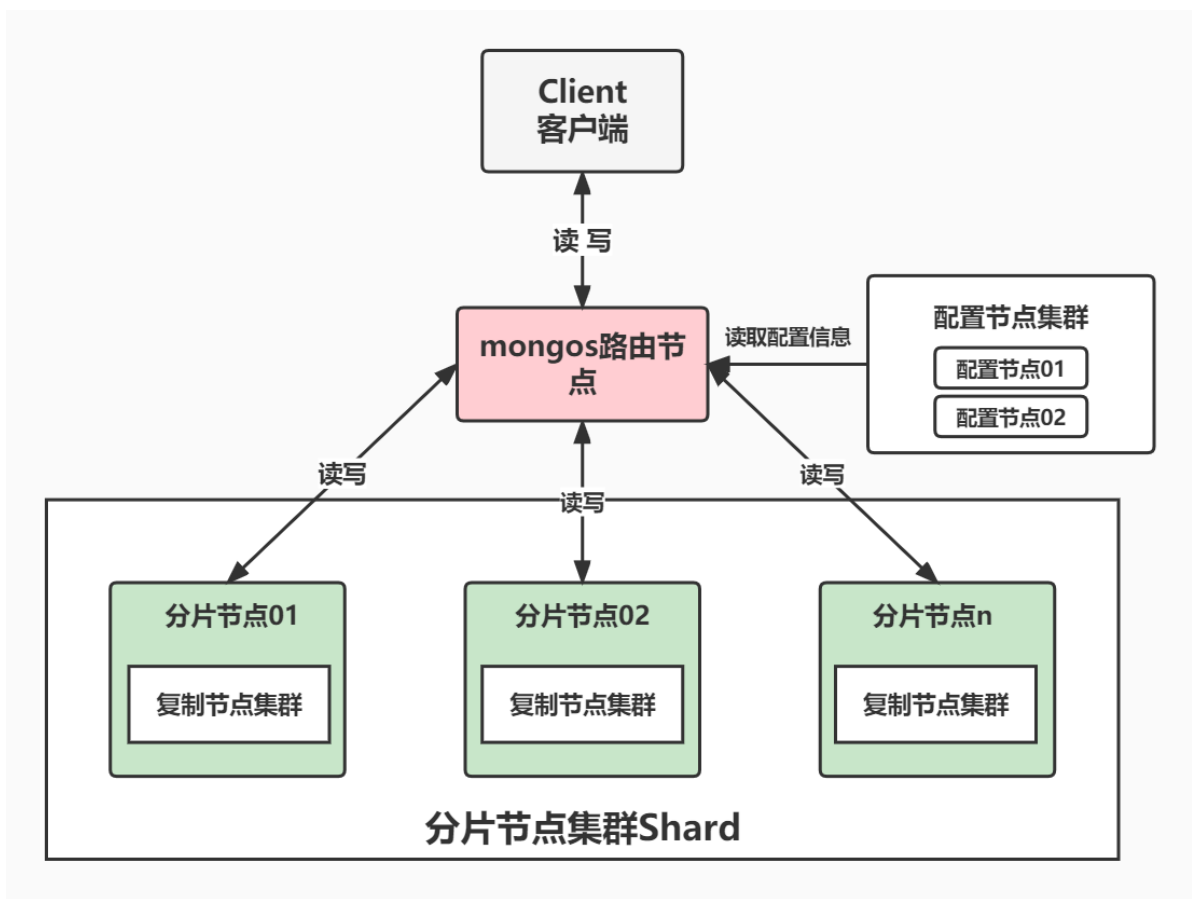 Client
客户端
读 写
mongos路由节
点
读取配置信息
配置节点集群
配置节点01
配置节点02
读写
读写
读写
分片节点01
复制节点集群
分片节点02
复制节点集群
分片节点n
复制节点集群
分片节点集群Shard